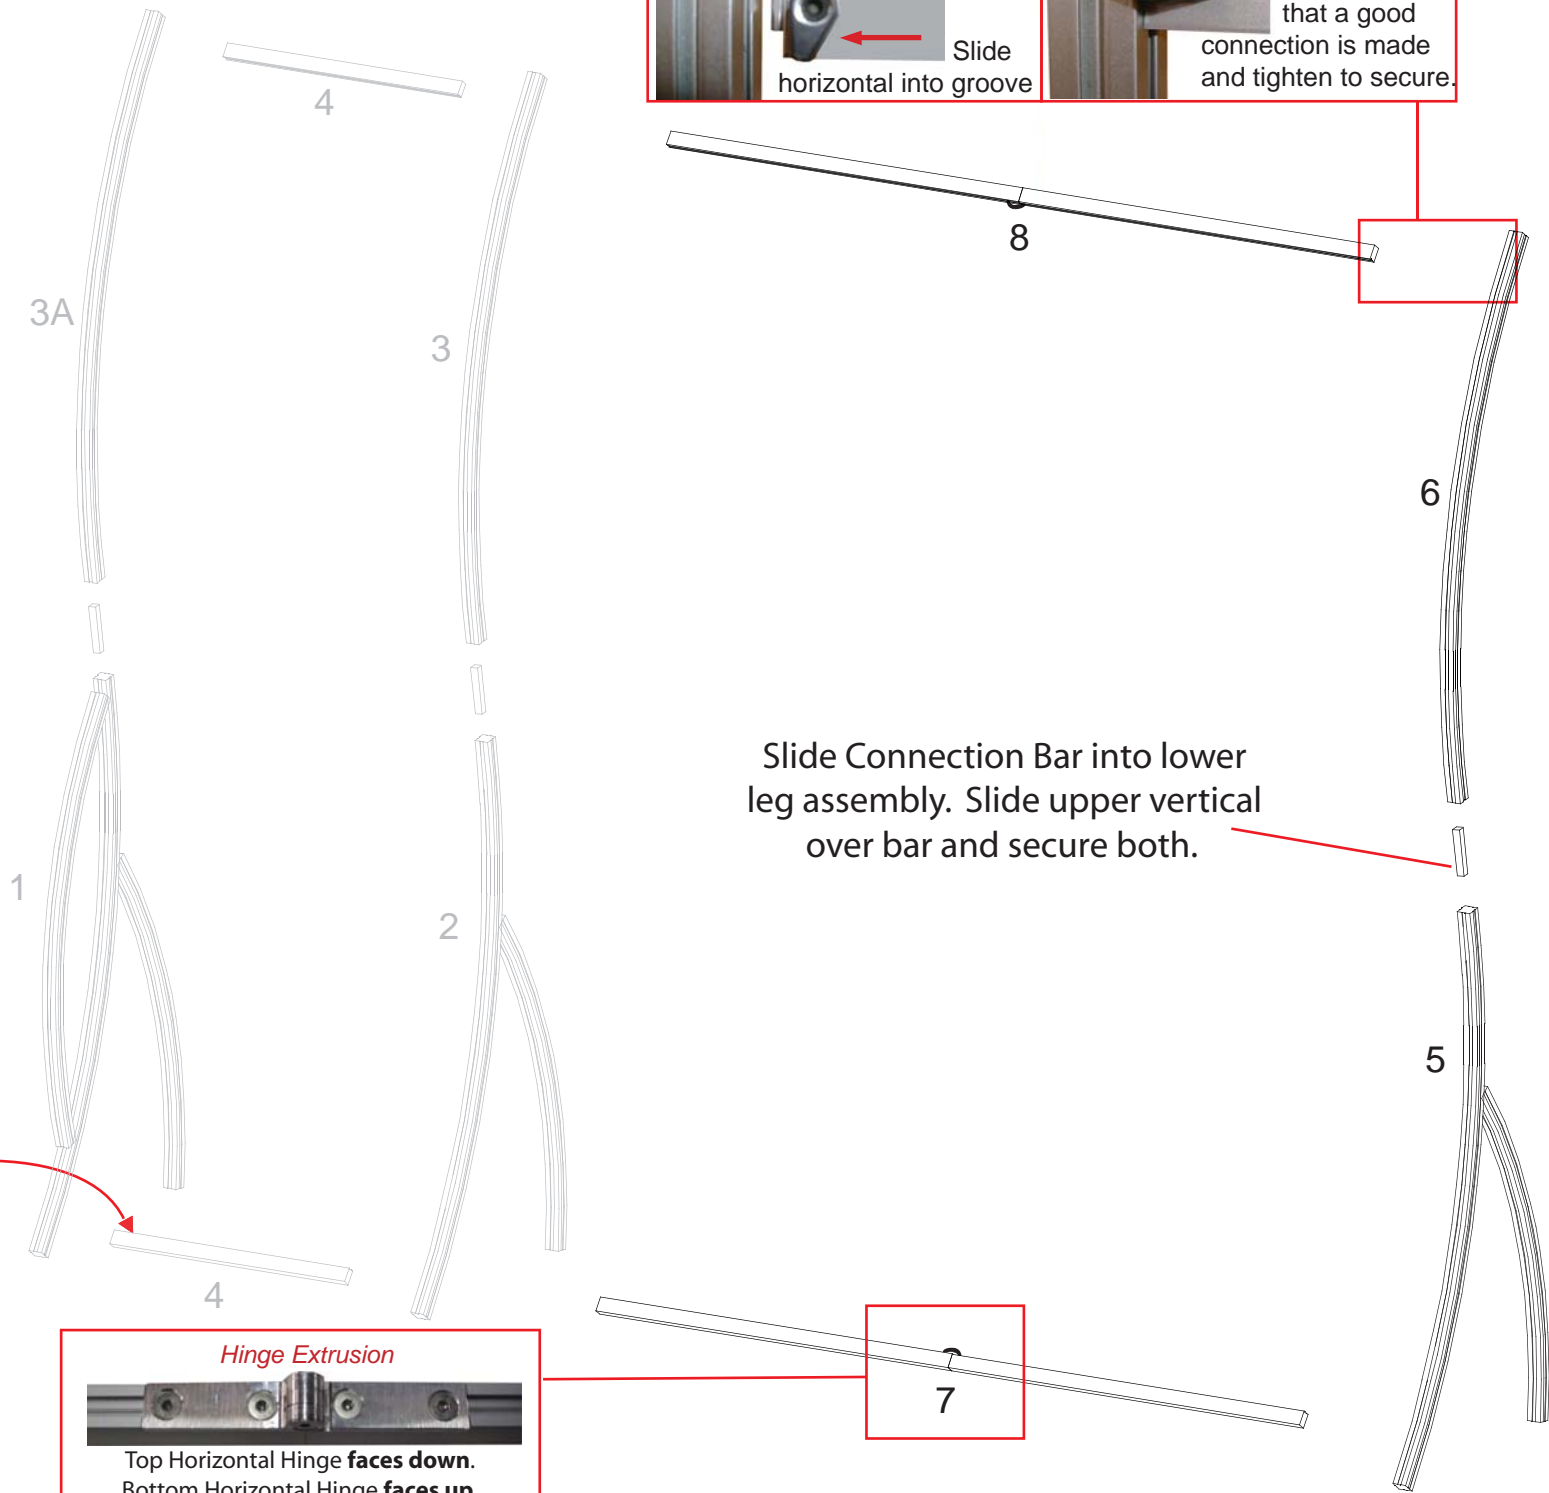 Slide
horizontal into groove
that a good
connection is made
and tighten to secure.
4
8
3A
3
6
Slide Connection Bar into lower
leg assembly.  Slide upper vertical
over bar and secure both.
1
2
5
4
7
Hinge Extrusion
Top Horizontal Hinge faces down.
Bottom Horizontal Hinge faces up.